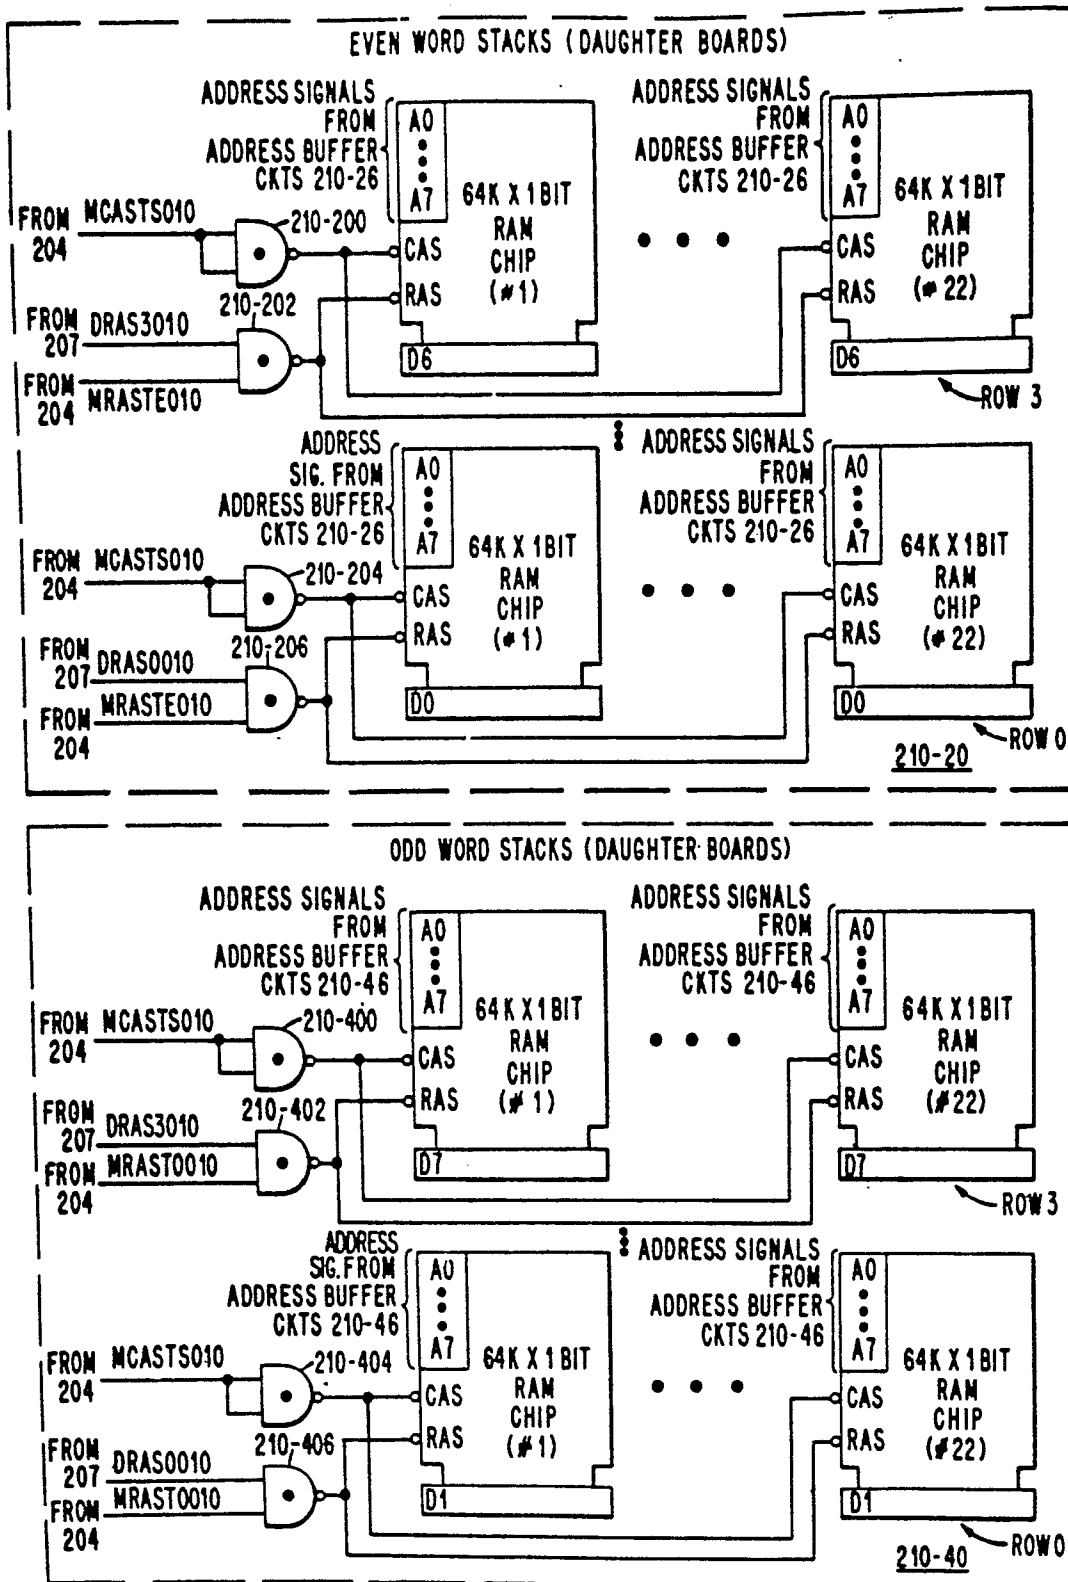 EVEN WORD STACKS (DAUGHTER BOARDS)
ADDRESS SIGNALS
FROM
ADDRESS BUFFER
CKTS 210-26
A0
A7
64K X 1 BIT
RAM
CHIP
(#1)
CAS
RAS
D6
ADDRESS SIGNALS
FROM
ADDRESS BUFFER
CKTS 210-26
A0
A7
64K X 1 BIT
RAM
CHIP
(#22)
CAS
RAS
D6
ROW 3
FROM
204
MCASTS010
210-200
210-202
FROM
207
DRAS3010
FROM
204
MRASTE010
ADDRESS
SIG. FROM
ADDRESS BUFFER
CKTS 210-26
A0
A7
64K X 1 BIT
RAM
CHIP
(#1)
CAS
RAS
D0
ADDRESS SIGNALS
FROM
ADDRESS BUFFER
CKTS 210-26
A0
A7
64K X 1 BIT
RAM
CHIP
(#22)
CAS
RAS
D0
ROW 0
FROM
204
MCASTS010
210-204
210-206
FROM
207
DRAS0010
FROM
204
MRASTE010
210-20
ODD WORD STACKS (DAUGHTER BOARDS)
ADDRESS SIGNALS
FROM
ADDRESS BUFFER
CKTS 210-46
A0
A7
64K X 1 BIT
RAM
CHIP
(#1)
CAS
RAS
D7
ADDRESS SIGNALS
FROM
ADDRESS BUFFER
CKTS 210-46
A0
A7
64K X 1 BIT
RAM
CHIP
(#22)
CAS
RAS
D7
ROW 3
FROM
204
MCASTS010
210-400
210-402
FROM
207
DRAS3010
FROM
204
MRAST0010
ADDRESS
SIG. FROM
ADDRESS BUFFER
CKTS 210-46
A0
A7
64K X 1 BIT
RAM
CHIP
(#1)
CAS
RAS
D1
ADDRESS SIGNALS
FROM
ADDRESS BUFFER
CKTS 210-46
A0
A7
64K X 1 BIT
RAM
CHIP
(#22)
CAS
RAS
D1
ROW 0
FROM
204
MCASTS010
210-404
210-406
FROM
207
DRAS0010
FROM
204
MRAST0010
210-40